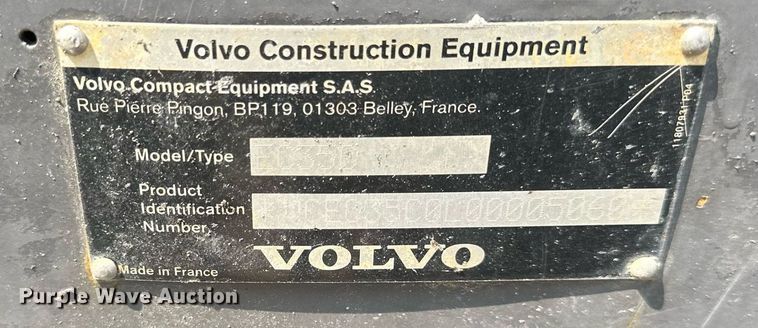 Volvo Construction Equipment
Volvo Compact Equipment S.A.S
Rue Pierre Pingon, BP119, 01303 Belley, France.
Model/Type
Product
Identification
Number
VOLVO
Made in France
Purple Wave Auction